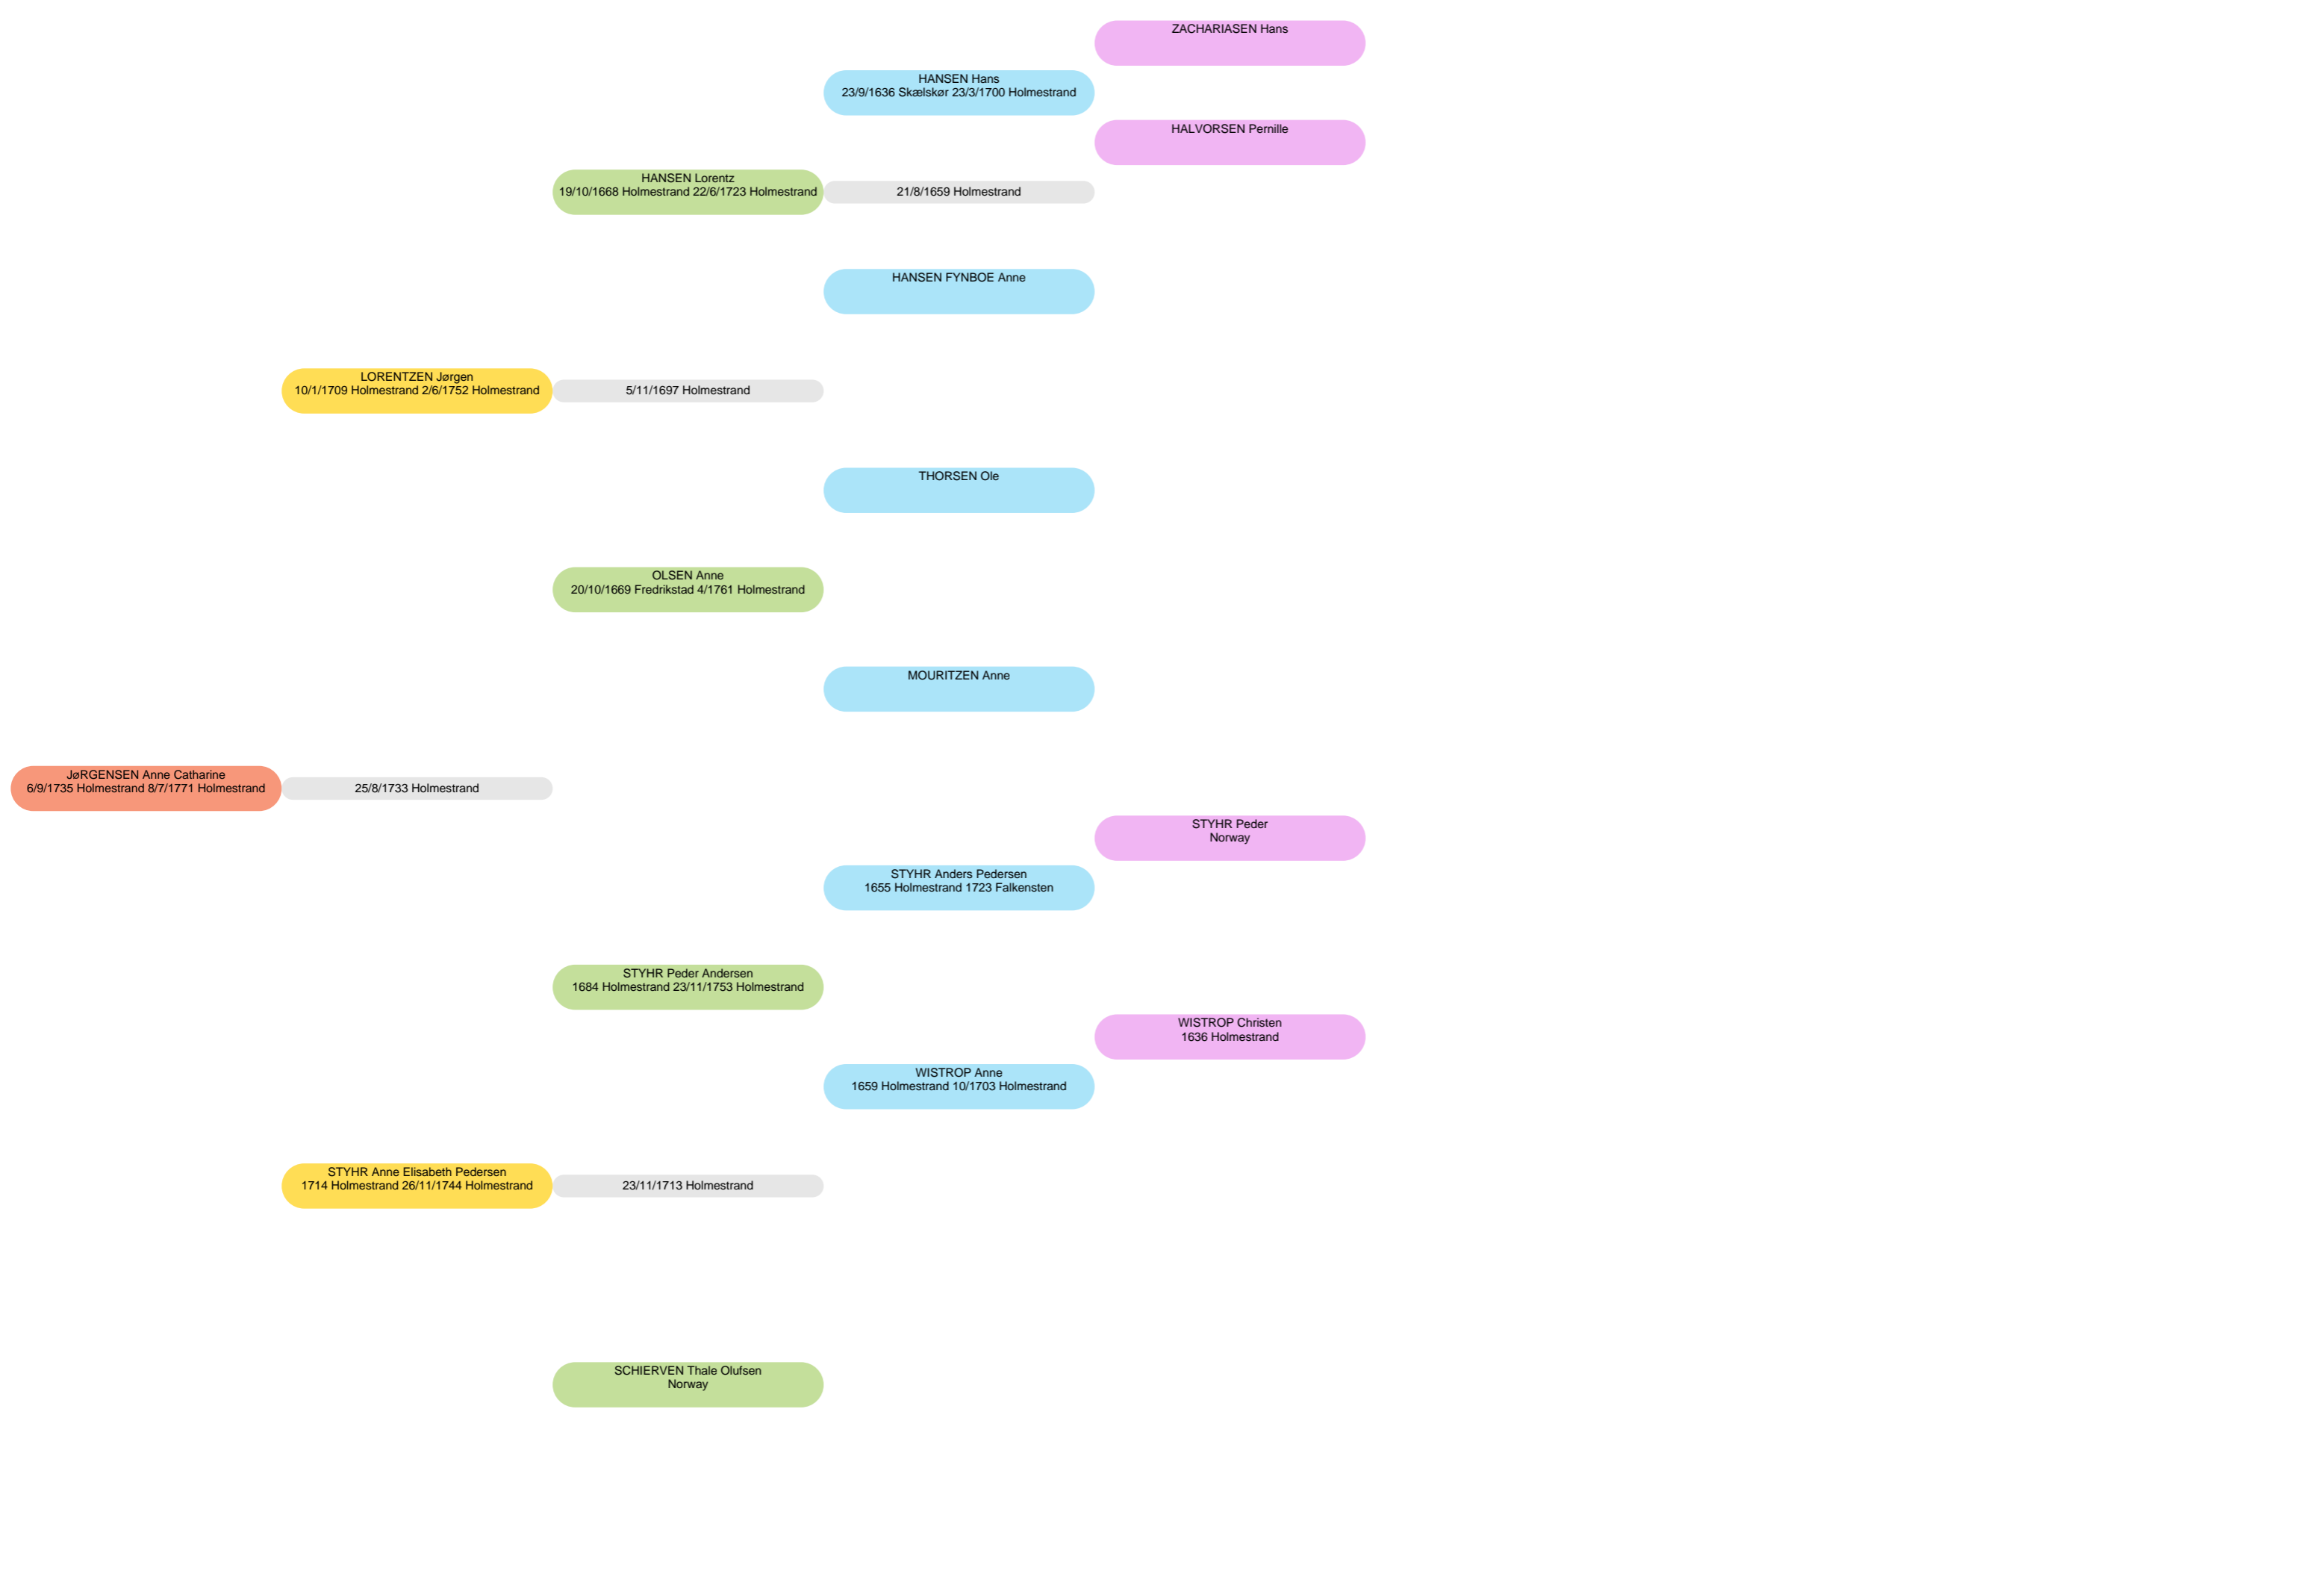 ZACHARIASEN Hans
HANSEN Hans
23/9/1636 Skælskør 23/3/1700 Holmestrand
HALVORSEN Pernille
HANSEN Lorentz
19/10/1668 Holmestrand 22/6/1723 Holmestrand
21/8/1659 Holmestrand
HANSEN FYNBOE Anne
LORENTZEN Jørgen
10/1/1709 Holmestrand 2/6/1752 Holmestrand
5/11/1697 Holmestrand
THORSEN Ole
OLSEN Anne
20/10/1669 Fredrikstad 4/1761 Holmestrand
MOURITZEN Anne
JøRGENSEN Anne Catharine
6/9/1735 Holmestrand 8/7/1771 Holmestrand
25/8/1733 Holmestrand
STYHR Peder
Norway
STYHR Anders Pedersen
1655 Holmestrand 1723 Falkensten
STYHR Peder Andersen
1684 Holmestrand 23/11/1753 Holmestrand
WISTROP Christen
1636 Holmestrand
WISTROP Anne
1659 Holmestrand 10/1703 Holmestrand
STYHR Anne Elisabeth Pedersen
1714 Holmestrand 26/11/1744 Holmestrand
23/11/1713 Holmestrand
SCHIERVEN Thale Olufsen
Norway